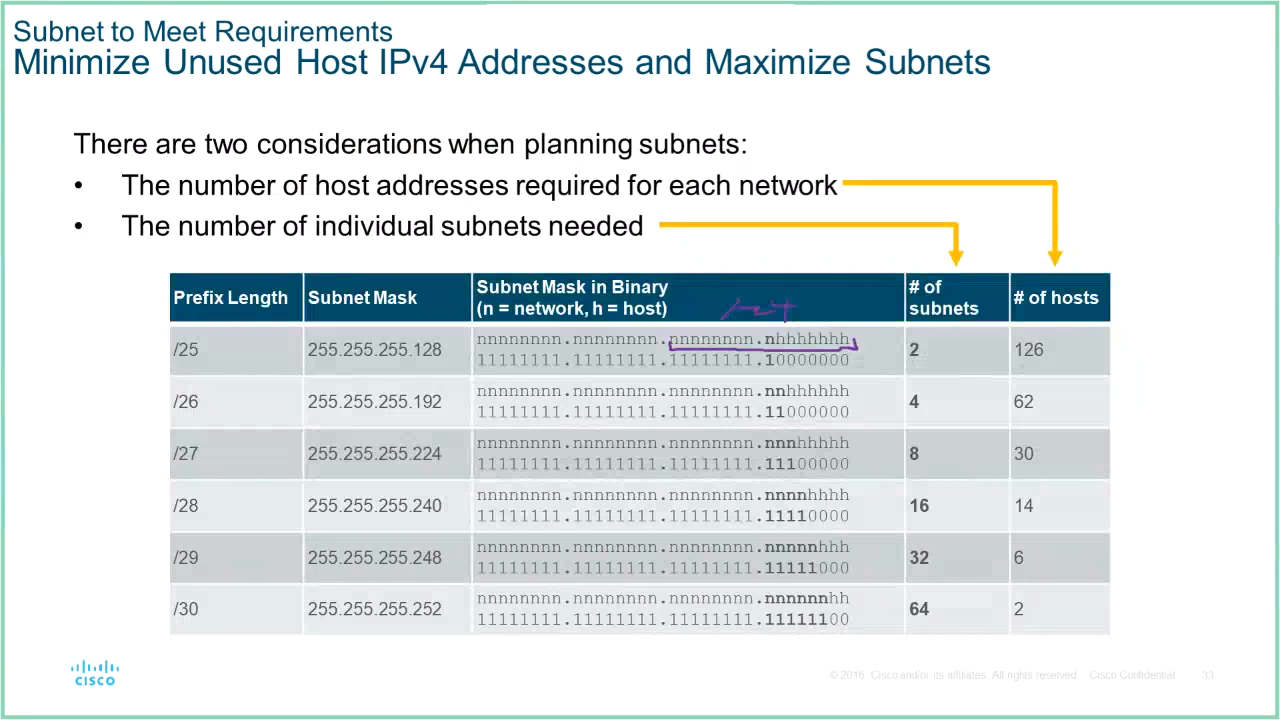 Subnet to Meet Requirements
Minimize Unused Host IPv4 Addresses and Maximize Subnets
There are two considerations when planning subnets:
• The number of host addresses required for each network
• The number of individual subnets needed
Prefix Length Subnet Mask Subnet Mask in Binary (n = network, h = host) # of subnets # of hosts
/25 255.255.255.128 nnnnnnnn.nnnnnnnn.nnnnnnnn.nhhhhhhh 2 126
11111111.11111111.11111111.10000000
/26 255.255.255.192 nnnnnnnn.nnnnnnnn.nnnnnnnn.nnhhhhhh 4 62
11111111.11111111.11111111.11000000
/27 255.255.255.224 nnnnnnnn.nnnnnnnn.nnnnnnnn.nnnhhhhh 8 30
11111111.11111111.11111111.11100000
/28 255.255.255.240 nnnnnnnn.nnnnnnnn.nnnnnnnn.nnnnhhhh 16 14
11111111.11111111.11111111.11110000
/29 255.255.255.248 nnnnnnnn.nnnnnnnn.nnnnnnnn.nnnnnhhh 32 6
11111111.11111111.11111111.11111000
/30 255.255.255.252 nnnnnnnn.nnnnnnnn.nnnnnnnn.nnnnnnhh 64 2
11111111.11111111.11111111.11111100
CISCO
© 2016 Cisco and/or its affiliates. All rights reserved. Cisco Confidential 33